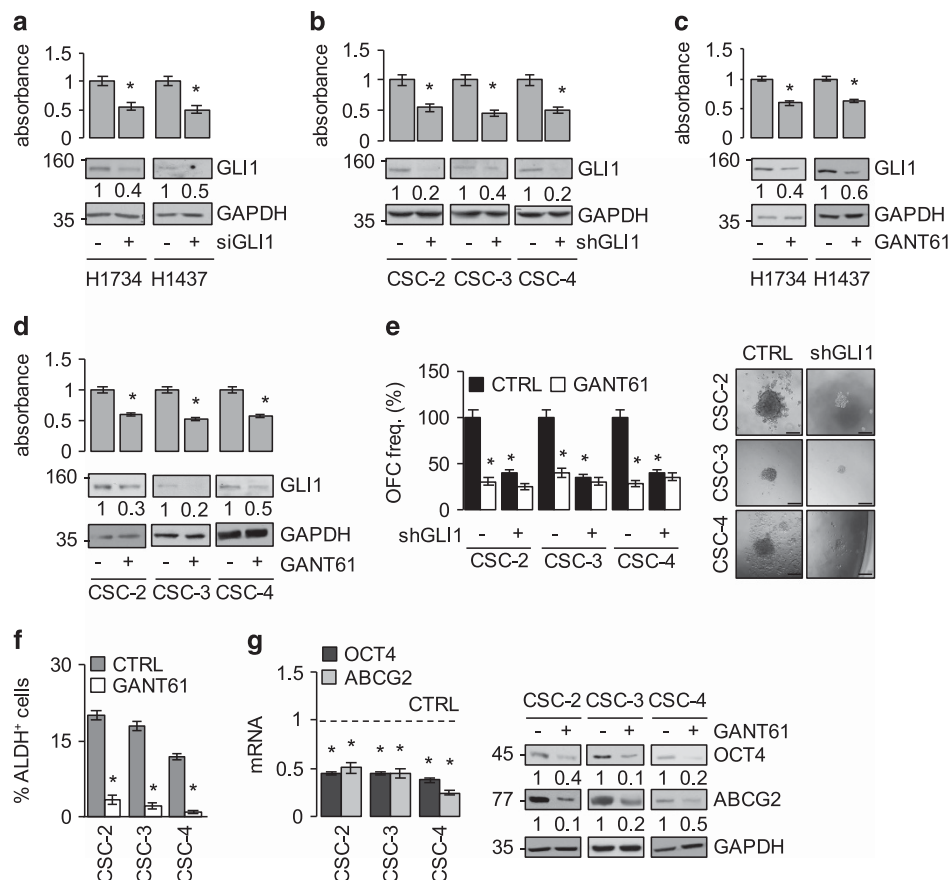 a
absorbance
1.5
1
0.5
0
*
*
160
GLI1
1 0.4 1 0.5
35
GAPDH
- + - + siGLI1
H1734 H1437
b
absorbance
1.5
1
0.5
0
*
*
*
160
GLI1
1 0.2 1 0.4 1 0.2
35
GAPDH
- + - + - + shGLI1
CSC-2 CSC-3 CSC-4
c
absorbance
1.5
1
0.5
0
*
*
160
GLI1
1 0.4 1 0.6
35
GAPDH
- + - + GANT61
H1734 H1437
d
absorbance
1.5
1
0.5
0
*
*
*
160
GLI1
1 0.3 1 0.2 1 0.5
35
GAPDH
- + - + - + GANT61
CSC-2 CSC-3 CSC-4
e
OFC freq. (%)
150
100
50
0
CTRL GANT61
* * * * * *
shGLI1 - + - + - +
CSC-2 CSC-3 CSC-4
CTRL shGLI1
CSC-2
CSC-3
CSC-4
f
% ALDH+ cells
30
15
0
CTRL
GANT61
*
*
*
CSC-2
CSC-3
CSC-4
g
OCT4
ABCG2
mRNA
1.5
1
0.5
0
CTRL
* * * * * *
CSC-2
CSC-3
CSC-4
CSC-2 CSC-3 CSC-4
- + - + - + GANT61
45
OCT4
1 0.4 1 0.1 1 0.2
77
ABCG2
1 0.1 1 0.2 1 0.5
35
GAPDH